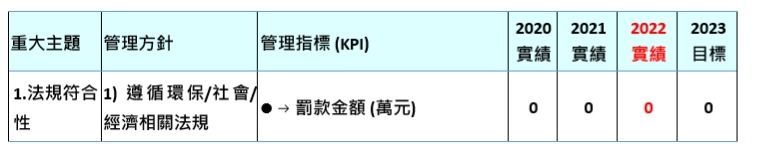 重大主題 管理方針 管理指標 (KPI) 2020 實績 2021 實績 2022 實績 2023 目標
1.法規符合性 1) 遵循環保/社會/經濟相關法規 ●→ 罰款金額 (萬元) 0 0 0 0